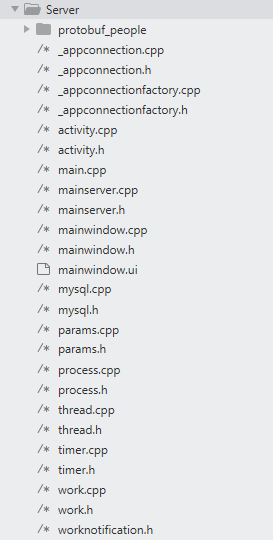 Server
protobuf_people
/* _appconnection.cpp
/* _appconnection.h
/* _appconnectionfactory.cpp
/* _appconnectionfactory.h
/* activity.cpp
/* activity.h
/* main.cpp
/* mainserver.cpp
/* mainserver.h
/* mainwindow.cpp
/* mainwindow.h
mainwindow.ui
/* mysql.cpp
/* mysql.h
/* params.cpp
/* params.h
/* process.cpp
/* process.h
/* thread.cpp
/* thread.h
/* timer.cpp
/* timer.h
/* work.cpp
/* work.h
/* worknotification.h